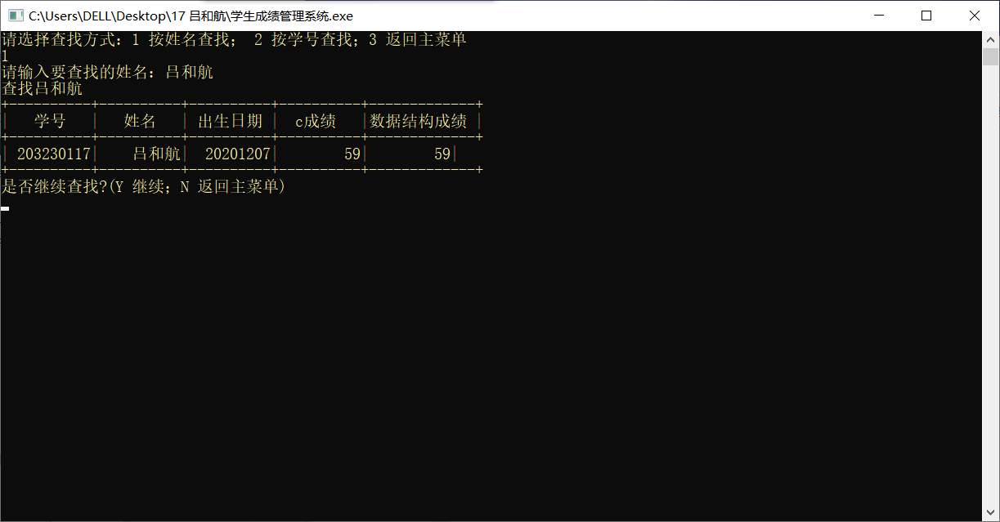 C:\Users\DELL\Desktop\17 吕和航\学生成绩管理系统.exe
请选择查找方式：1 按姓名查找； 2 按学号查找；3 返回主菜单
1
请输入要查找的姓名：吕和航
查找吕和航
+----------+----------+----------+----------+-------------+
|   学号   |   姓名   | 出生日期 |  c成绩   |数据结构成绩 |
+----------+----------+----------+----------+-------------+
| 203230117|    吕和航|  20201207|        59|        59|
+----------+----------+----------+----------+-------------+
是否继续查找?(Y 继续；N 返回主菜单)